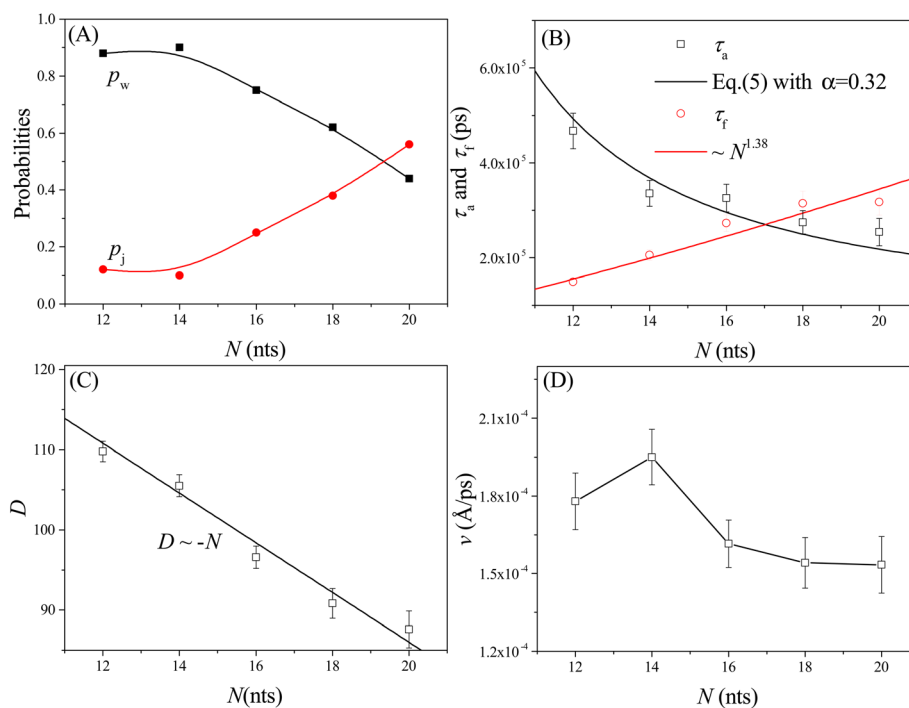 (A)
1.0
0.8
0.6
0.4
0.2
0.0
Probabilities
p_w
p_j
12 14 16 18 20
N (nts)
(B)
6.0x10^5
4.0x10^5
2.0x10^5
τ_a and τ_f (ps)
τ_a
Eq.(5) with α=0.32
τ_f
~ N^1.38
12 14 16 18 20
N (nts)
(C)
120
110
100
90
D
D ~ -N
12 14 16 18 20
N(nts)
(D)
2.1x10^-4
1.8x10^-4
1.5x10^-4
1.2x10^-4
v (Å/ps)
12 14 16 18 20
N (nts)